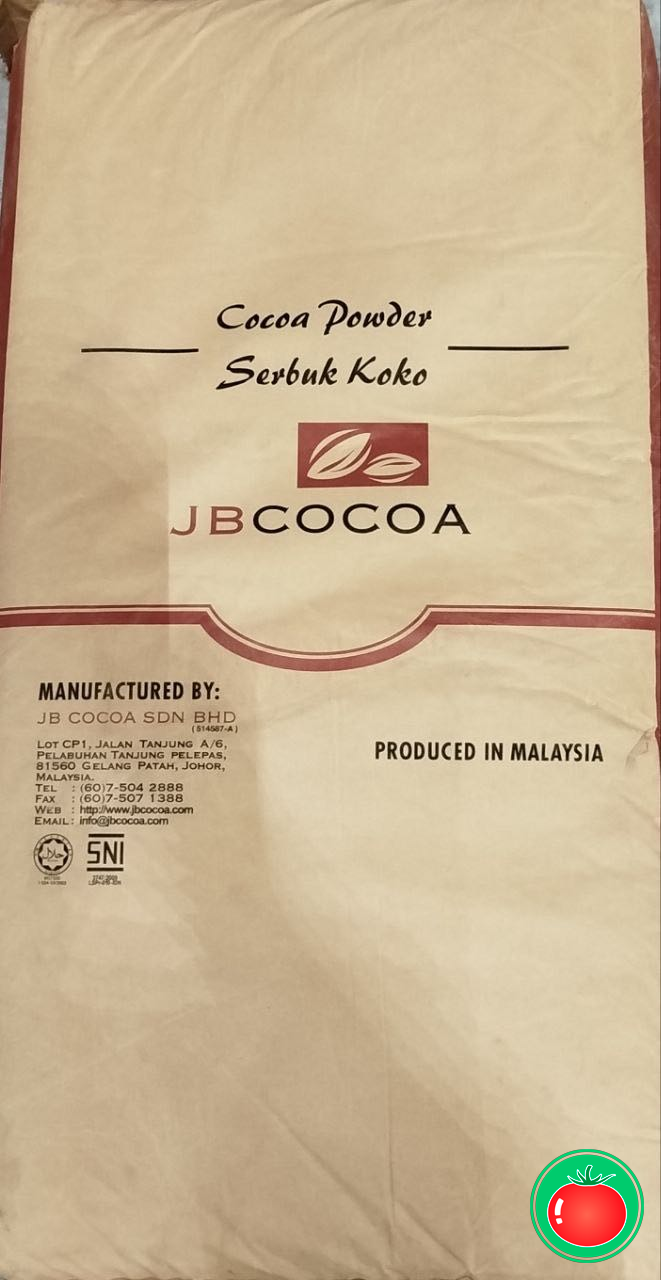 Cocoa Powder
Serbuk Koko
JBCOCOA
MANUFACTURED BY:
JB COCOA SDN BHD
(514587-A)
LOT CP1, JALAN TANJUNG A/6,
PELABUHAN TANJUNG PELEPAS,
81560 GELANG PATAH, JOHOR,
MALAYSIA.
TEL : (60)7-504 2888
FAX : (60)7-507 1388
WEB : http://www.jbcocoa.com
EMAIL : info@jbcocoa.com
PRODUCED IN MALAYSIA
SNI